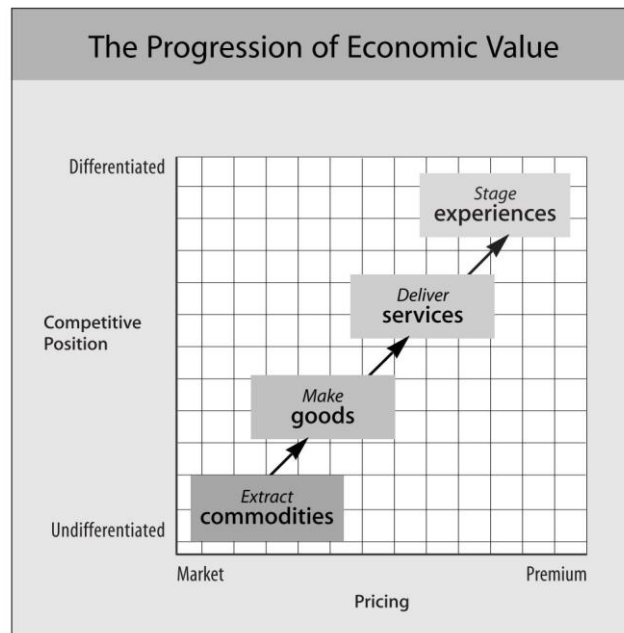 The Progression of Economic Value
Differentiated
Stage
experiences
Deliver
services
Competitive
Position
Make
goods
Extract
commodities
Undifferentiated
Market
Premium
Pricing